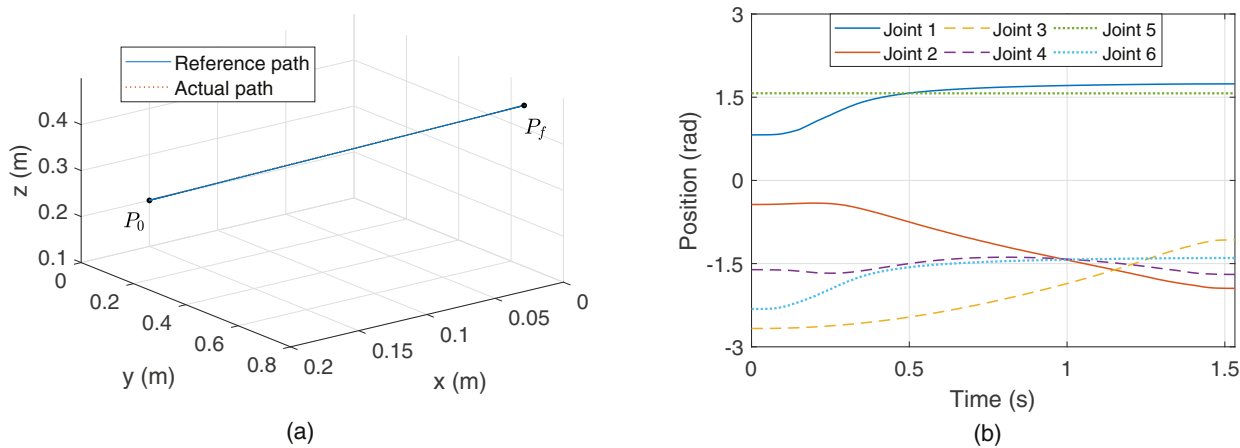 Reference path
Actual path
0.4
0.3
0.2
0.1
z (m)
P_0
P_f
0
0.2
0.4
0.6
0.8
y (m)
0.2
0.15
0.1
0.05
0
x (m)
(a)
Joint 1 Joint 3 Joint 5
Joint 2 Joint 4 Joint 6
3
1.5
0
-1.5
-3
Position (rad)
0 0.5 1 1.5
Time (s)
(b)